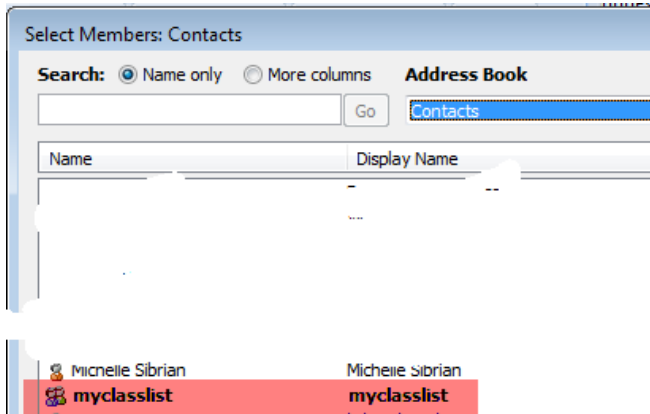 Select Members: Contacts
Search: Name only More columns Address Book
Go Contacts
Name Display Name
Michelle Sibrian Michelle Sibrian
myclasslist myclasslist